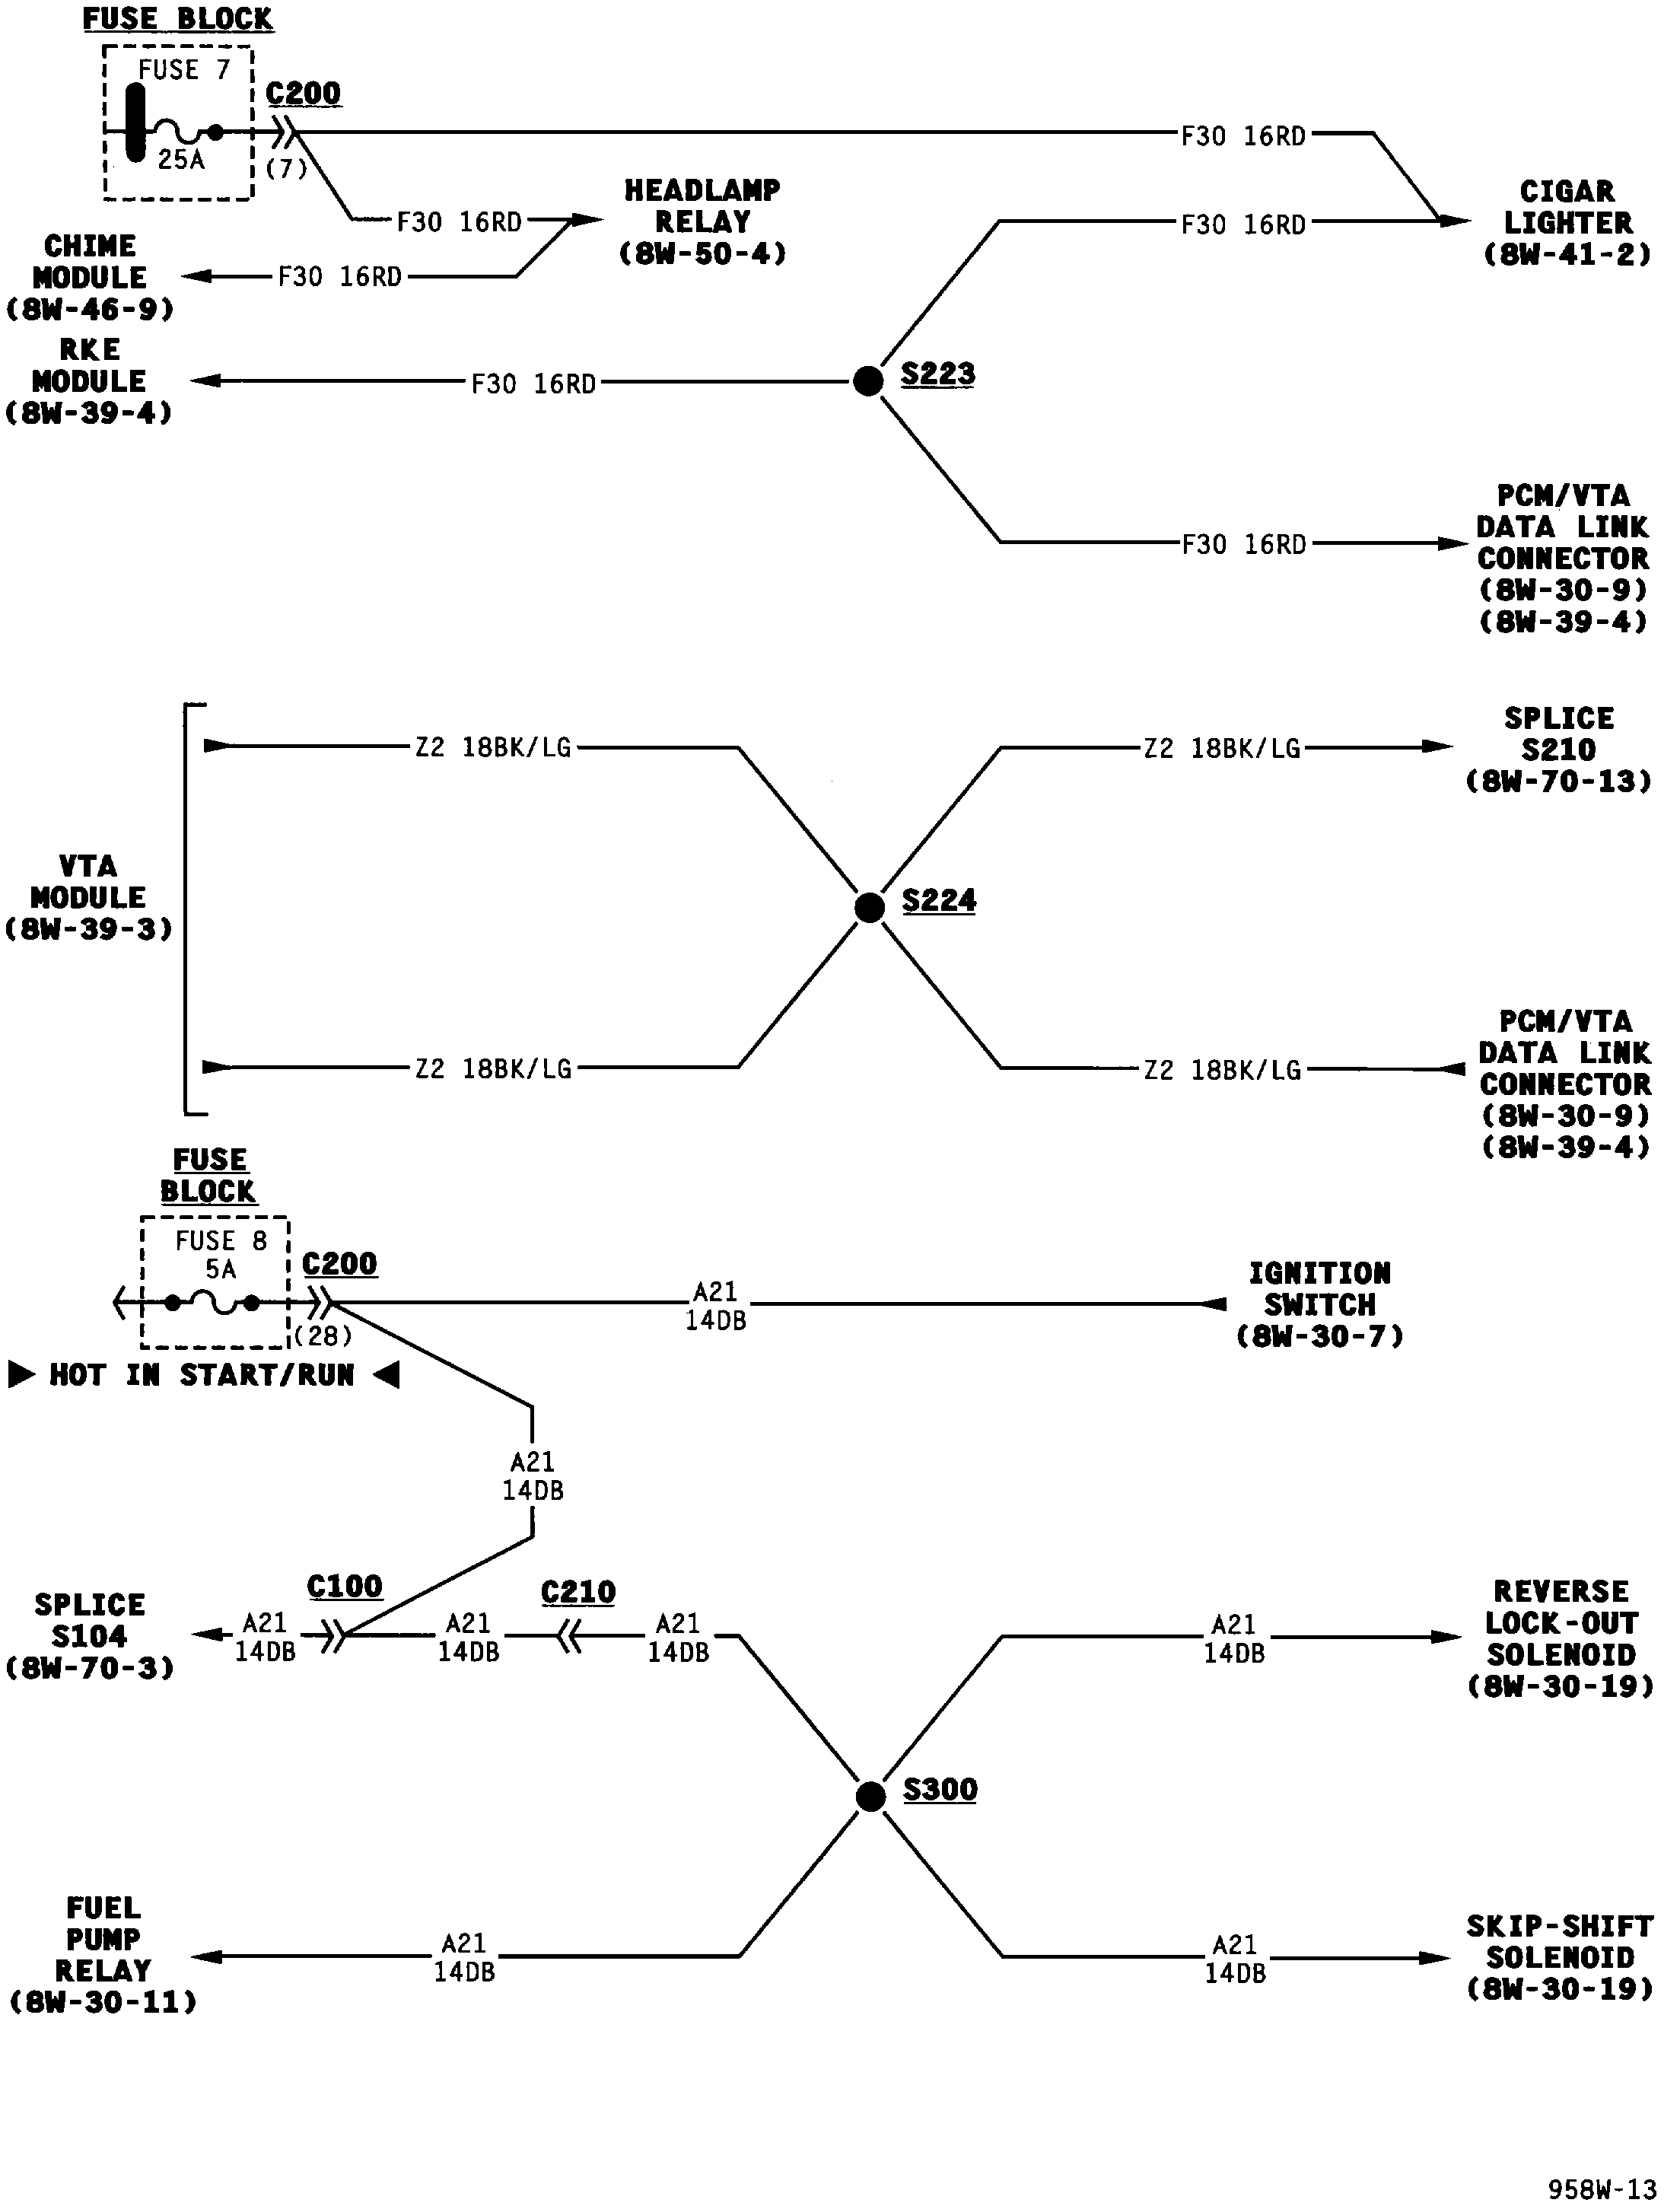 FUSE BLOCK
FUSE 7
25A
C200
(7)
F30 16RD
F30 16RD
HEADLAMP
RELAY
(8W-50-4)
F30 16RD
CIGAR
LIGHTER
(8W-41-2)
CHIME
MODULE
(8W-46-9)
F30 16RD
RKE
MODULE
(8W-39-4)
F30 16RD
S223
F30 16RD
PCM/VTA
DATA LINK
CONNECTOR
(8W-30-9)
(8W-39-4)
VTA
MODULE
(8W-39-3)
Z2 18BK/LG
Z2 18BK/LG
SPLICE
S210
(8W-70-13)
S224
Z2 18BK/LG
Z2 18BK/LG
PCM/VTA
DATA LINK
CONNECTOR
(8W-30-9)
(8W-39-4)
FUSE
BLOCK
FUSE 8
5A
C200
(28)
HOT IN START/RUN
A21
14DB
IGNITION
SWITCH
(8W-30-7)
A21
14DB
SPLICE
S104
(8W-70-3)
A21
14DB
C100
A21
14DB
C210
A21
14DB
A21
14DB
REVERSE
LOCK-OUT
SOLENOID
(8W-30-19)
S300
FUEL
PUMP
RELAY
(8W-30-11)
A21
14DB
A21
14DB
SKIP-SHIFT
SOLENOID
(8W-30-19)
958W-13